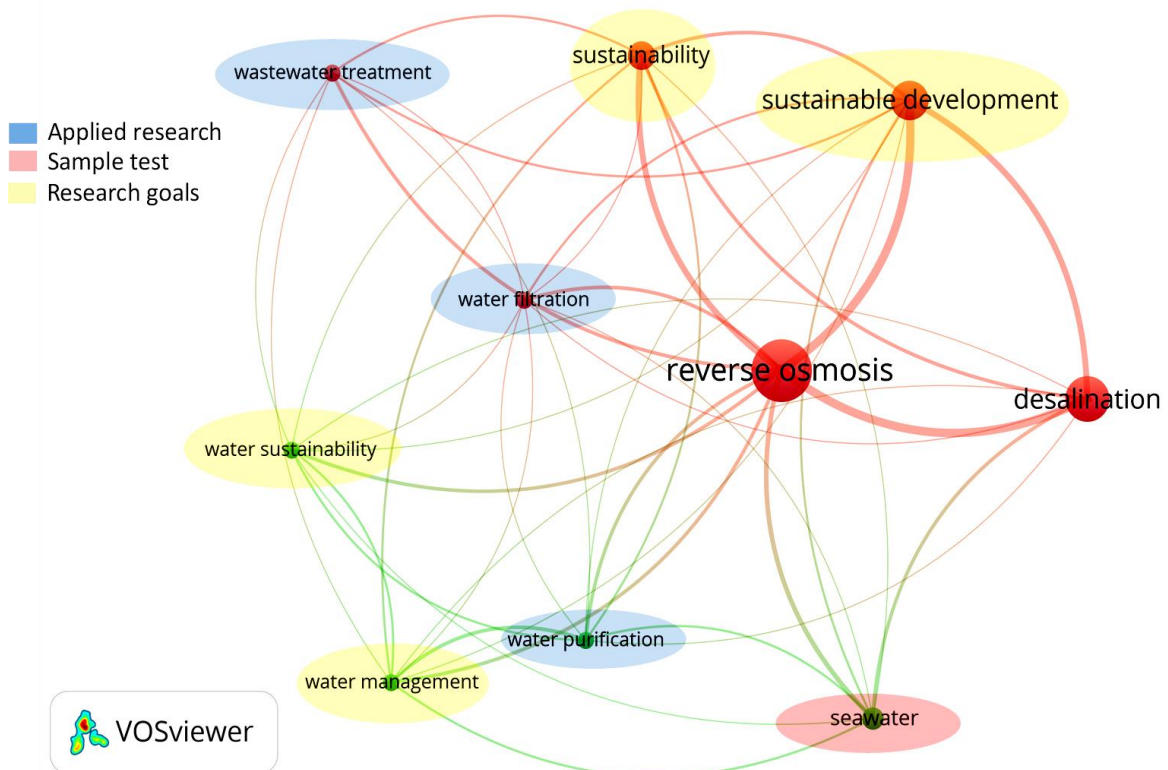 sustainability
wastewater treatment
sustainable development
Applied research
Sample test
Research goals
water filtration
reverse osmosis
desalination
water sustainability
water purification
water management
seawater
VOSviewer